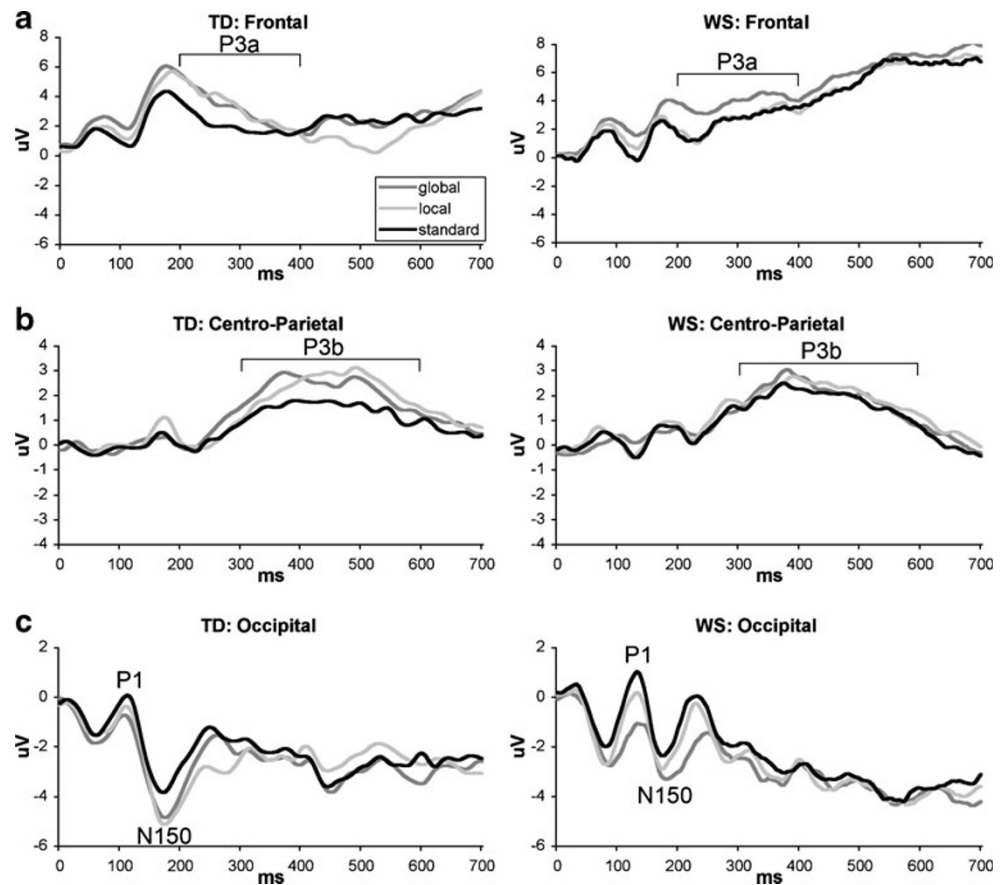 a
TD: Frontal
P3a
8
6
4
2
0
-2
-4
-6
uV
global
local
standard
0 100 200 300 400 500 600 700
ms
WS: Frontal
P3a
8
6
4
2
0
-2
-4
-6
uV
0 100 200 300 400 500 600 700
ms
b
TD: Centro-Parietal
P3b
4
3
2
1
0
-1
-2
-3
-4
uV
0 100 200 300 400 500 600 700
ms
WS: Centro-Parietal
P3b
4
3
2
1
0
-1
-2
-3
-4
uV
0 100 200 300 400 500 600 700
ms
c
TD: Occipital
P1
N150
2
0
-2
-4
-6
uV
0 100 200 300 400 500 600 700
ms
WS: Occipital
P1
N150
2
0
-2
-4
-6
uV
0 100 200 300 400 500 600 700
ms